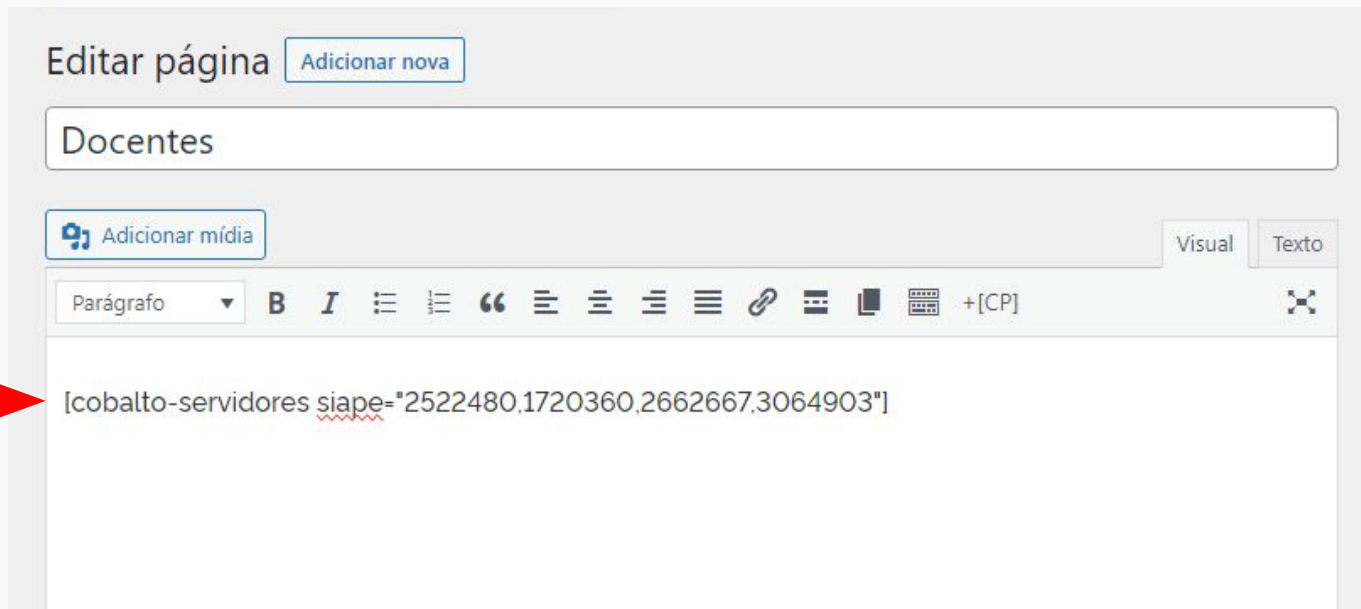 Editar página Adicionar nova
Docentes
Adicionar mídia Visual Texto
Parágrafo B I +[CP]
[cobalto-servidores siape="2522480,1720360,2662667,3064903"]